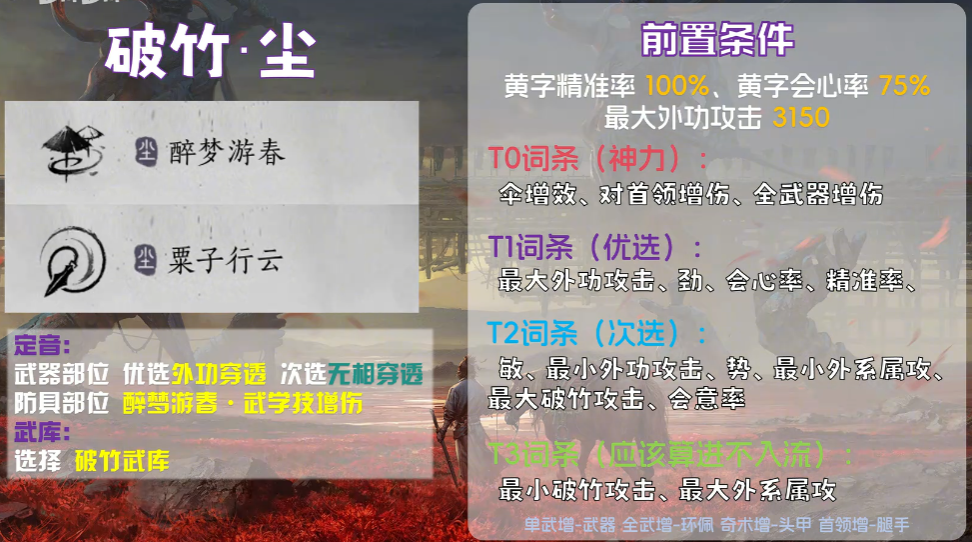 破竹·尘
尘 醉梦游春
尘 粟子行云
定音:
武器部位 优选外功穿透 次选无相穿透
防具部位 醉梦游春·武学技增伤
武库:
选择 破竹武库
前置条件
黄字精准率 100%、黄字会心率 75%
最大外功攻击 3150
T0词条（神力）:
伞增效、对首领增伤、全武器增伤
T1词条（优选）:
最大外功攻击、劲、会心率、精准率、
T2词条（次选）:
敏、最小外功攻击、势、最小外系属攻、
最大破竹攻击、会意率
T3词条（应该算进不入流）:
最小破竹攻击、最大外系属攻
单武增-武器 全武增-环佩 奇术增-头甲 首领增-腿手